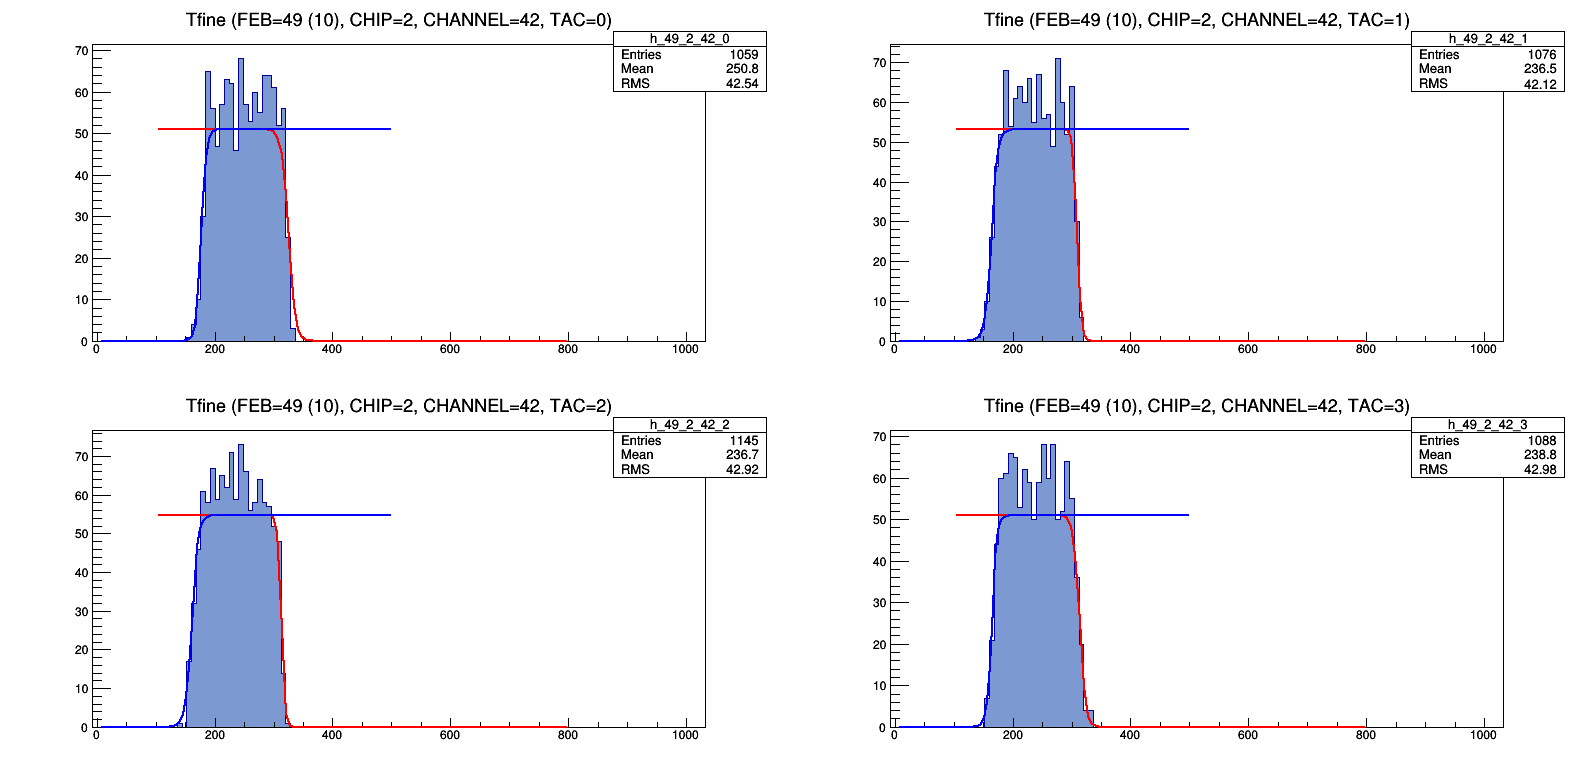 Tfine (FEB=49 (10), CHIP=2, CHANNEL=42, TAC=0)
h_49_2_42_0
Entries 1059
Mean 250.8
RMS 42.54
70
60
50
40
30
20
10
0
0 200 400 600 800 1000
Tfine (FEB=49 (10), CHIP=2, CHANNEL=42, TAC=1)
h_49_2_42_1
Entries 1076
Mean 236.5
RMS 42.12
70
60
50
40
30
20
10
0
0 200 400 600 800 1000
Tfine (FEB=49 (10), CHIP=2, CHANNEL=42, TAC=2)
h_49_2_42_2
Entries 1145
Mean 236.7
RMS 42.92
70
60
50
40
30
20
10
0
0 200 400 600 800 1000
Tfine (FEB=49 (10), CHIP=2, CHANNEL=42, TAC=3)
h_49_2_42_3
Entries 1088
Mean 238.8
RMS 42.98
70
60
50
40
30
20
10
0
0 200 400 600 800 1000